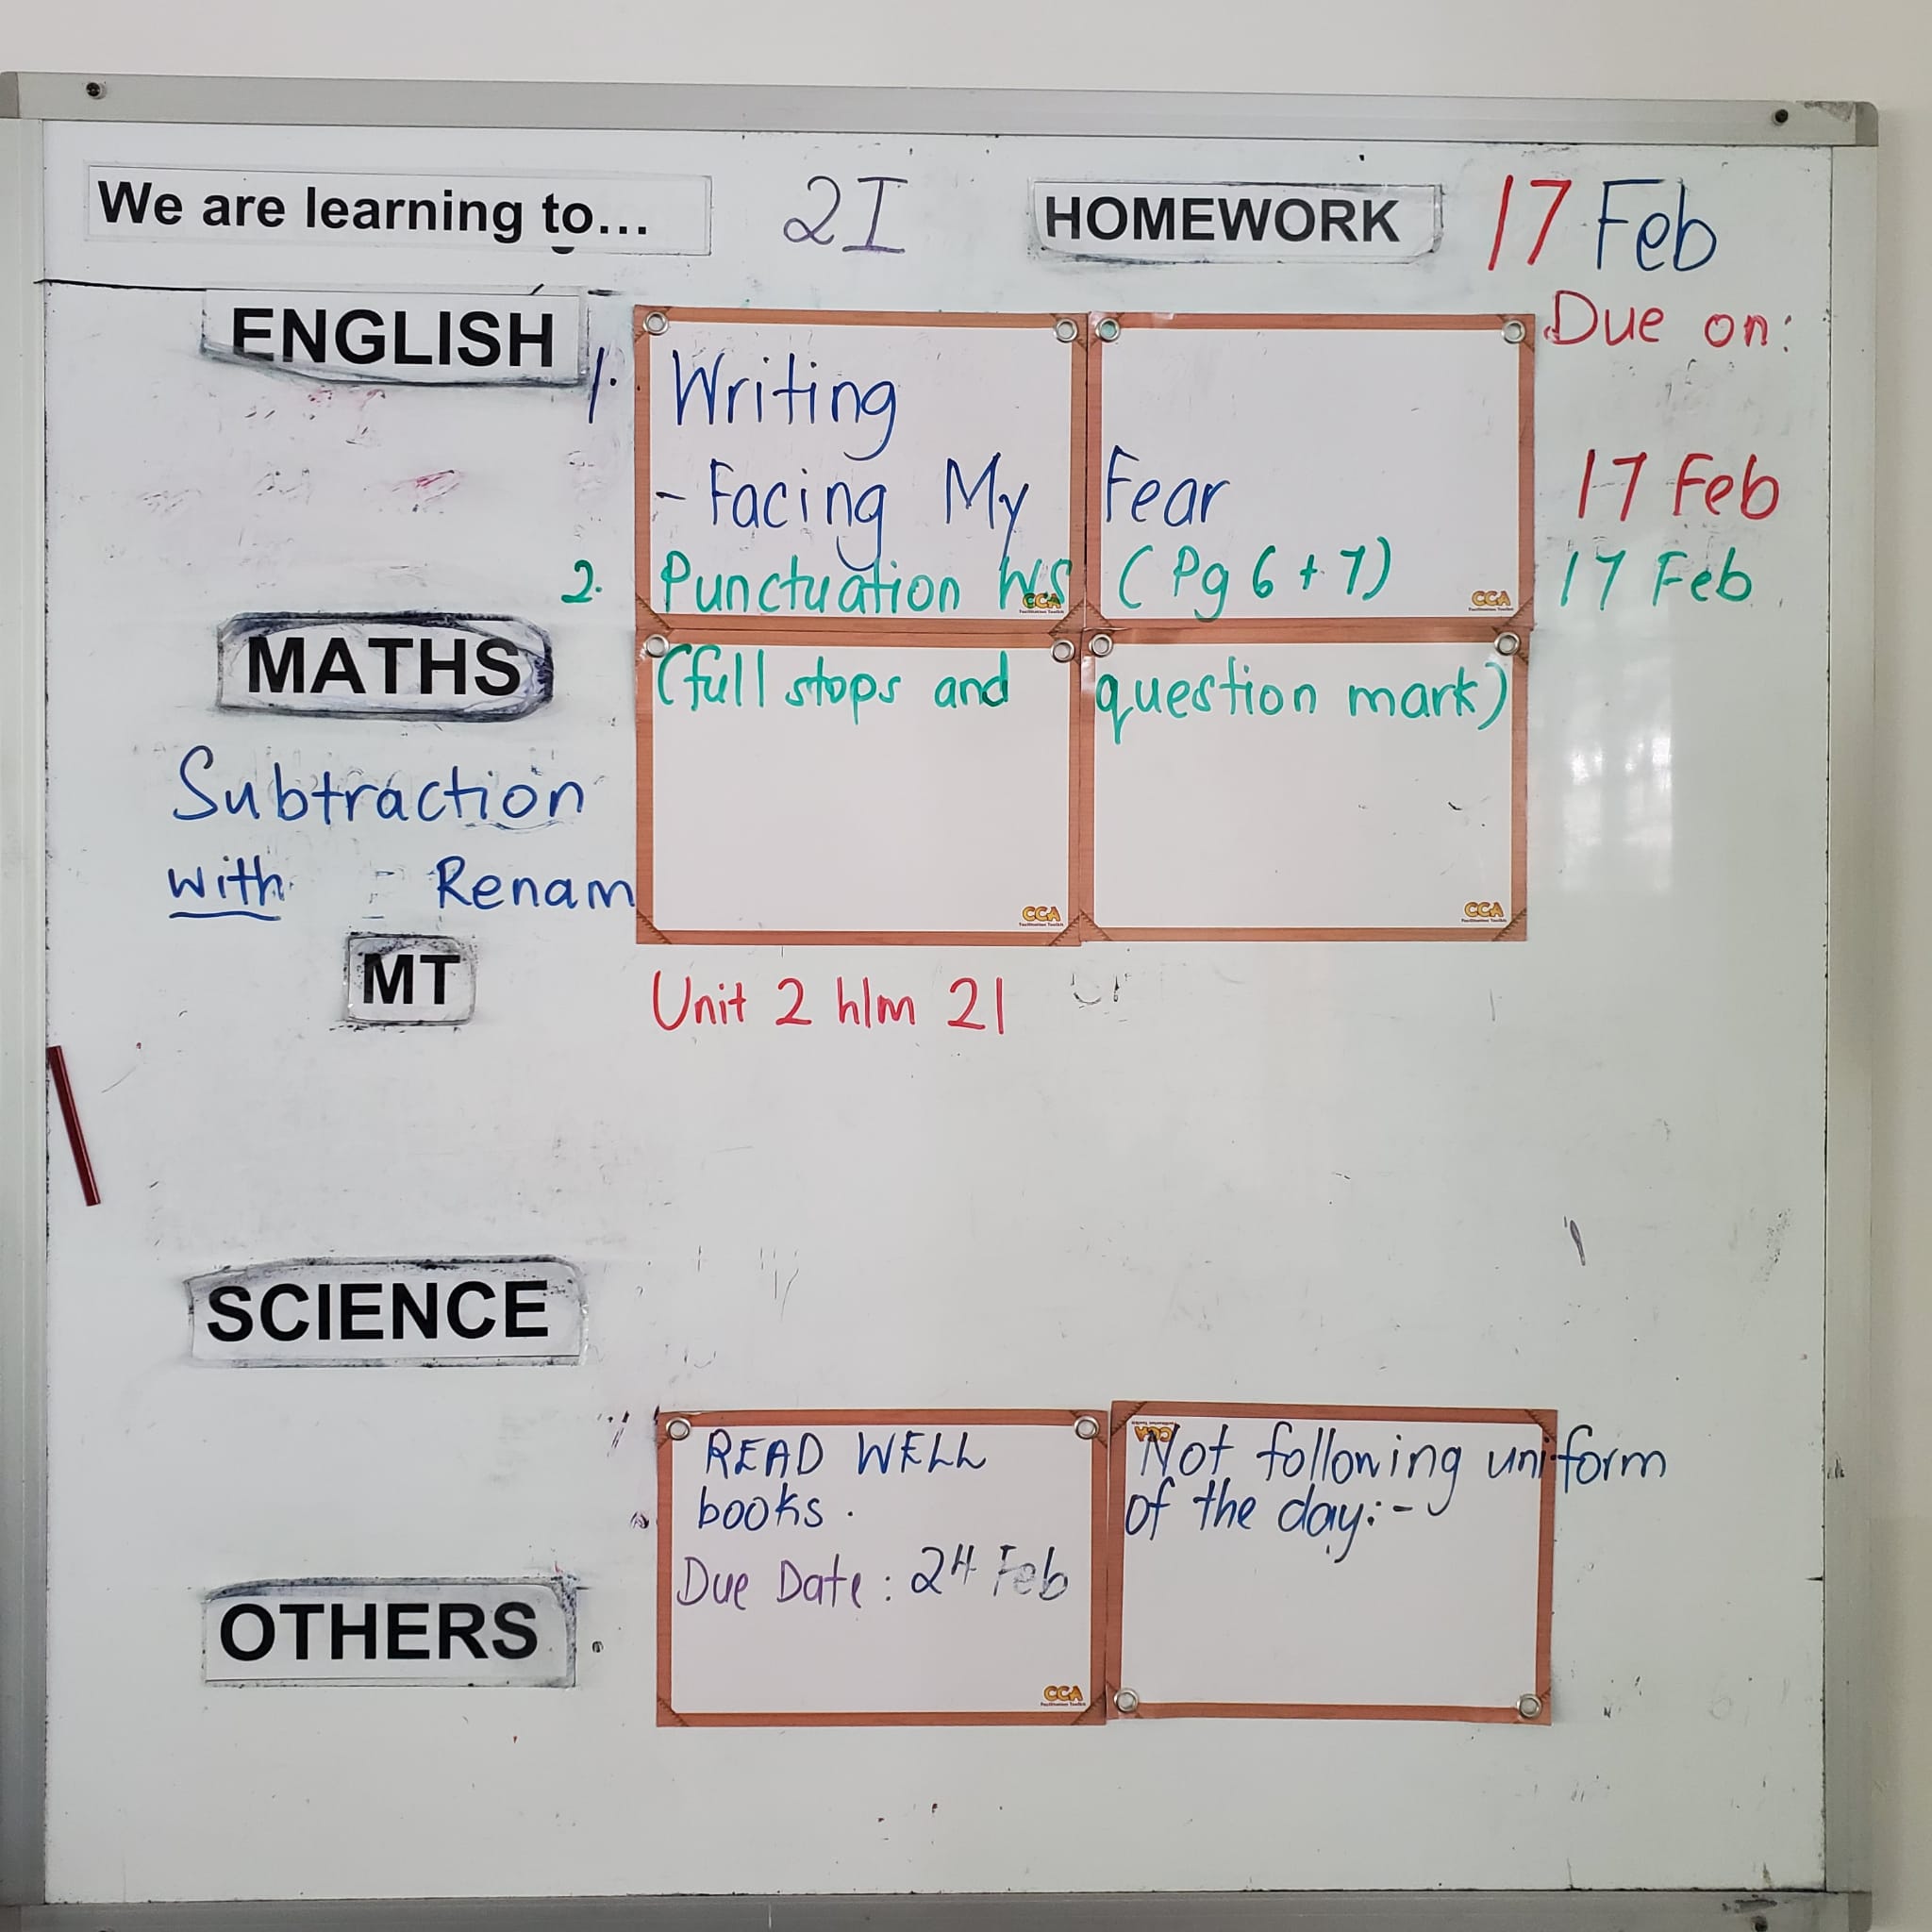 We are learning to... 2I HOMEWORK 17 Feb
Due on:
ENGLISH
1. Writing
- Facing My Fear 17 Feb
2. Punctuation WS (Pg 6 + 7) 17 Feb
CCA CCA
MATHS
(full stops and question mark)
Subtraction
with Renam
CCA CCA
MT
Unit 2 hlm 21
SCIENCE
READ WELL
books.
Due Date: 24 Feb
CCA
Not following uniform
of the day:-
CCA
OTHERS